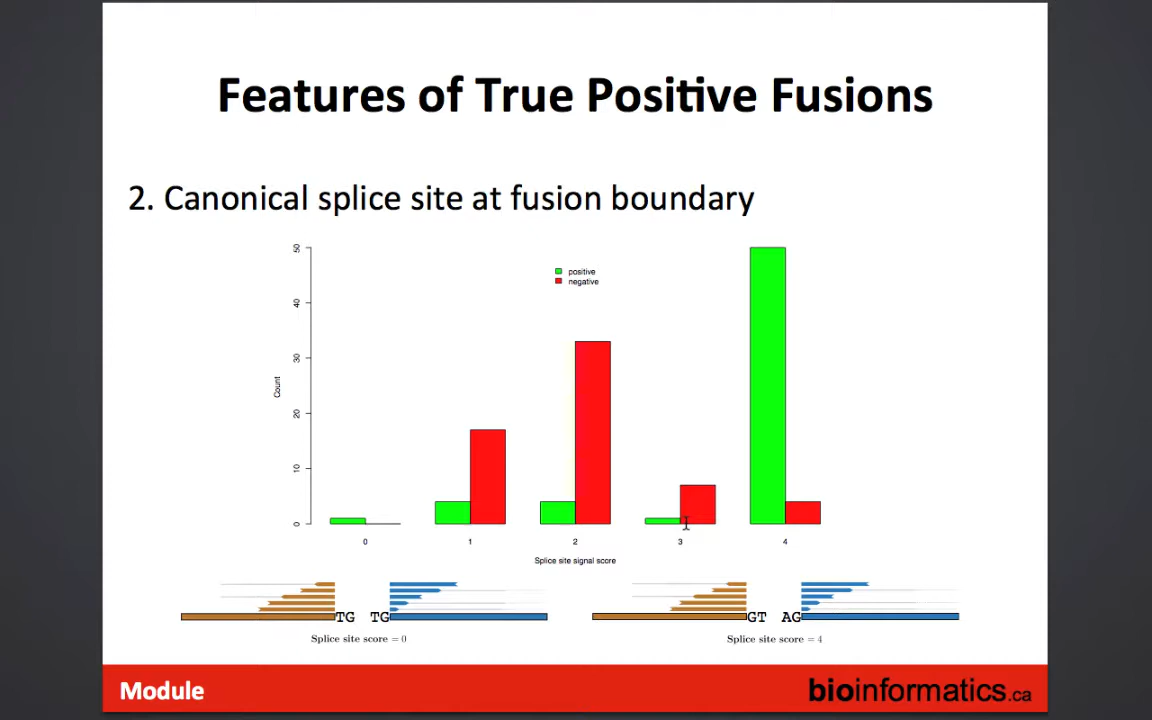 Features of True Positive Fusions
2. Canonical splice site at fusion boundary
50
40
30
20
10
0
Count
positive
negative
0 1 2 3 4
Splice site signal score
TG TG
GT AG
Splice site score = 0
Splice site score = 4
Module
bioinformatics.ca